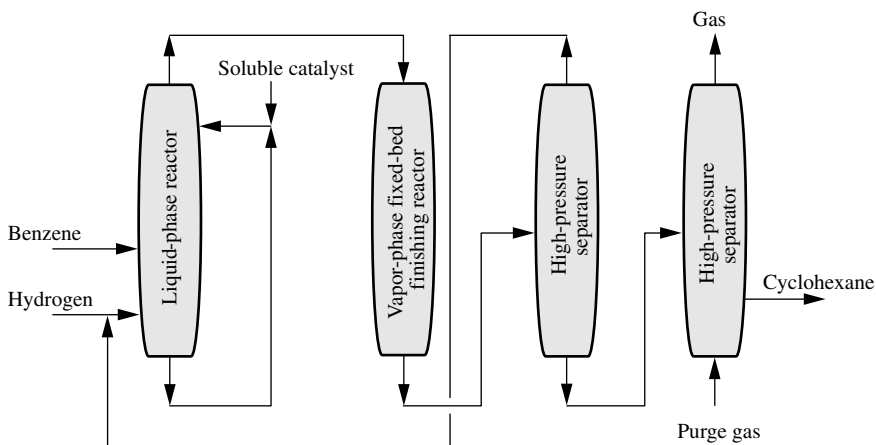 Gas
Soluble catalyst
Liquid-phase reactor
Vapor-phase fixed-bed
finishing reactor
High-pressure
separator
High-pressure
separator
Benzene
Hydrogen
Cyclohexane
Purge gas